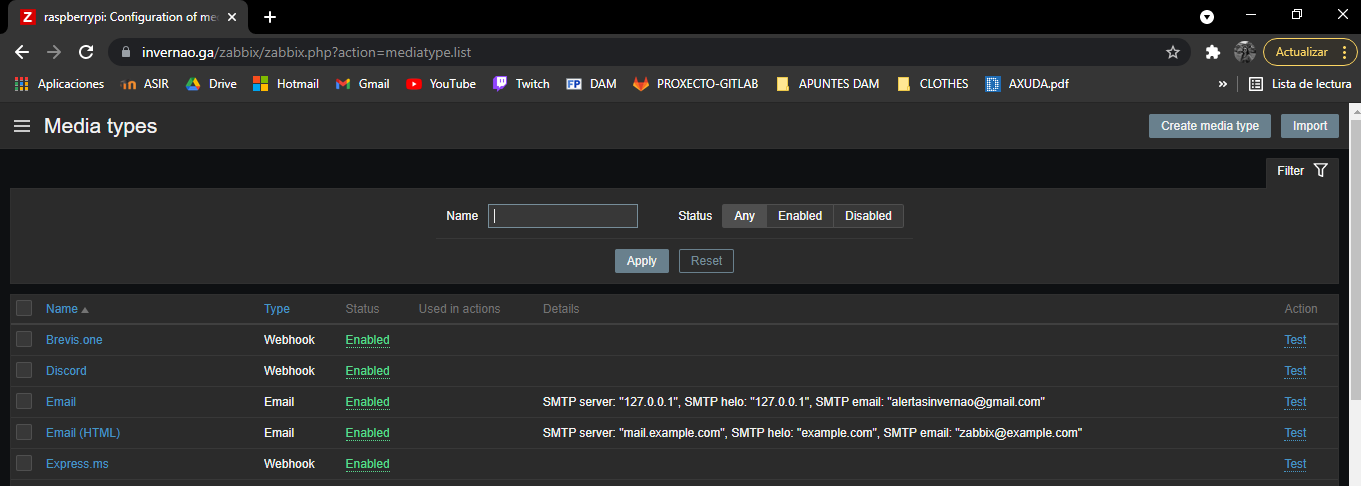 raspberrypi: Configuration of me
invernao.ga/zabbix/zabbix.php?action=mediatype.list
Actualizar
Aplicaciones ASIR Drive Hotmail Gmail YouTube Twitch DAM PROXECTO-GITLAB APUNTES DAM CLOTHES AXUDA.pdf » Lista de lectura
Media types Create media type Import
Filter
Name Status Any Enabled Disabled
Apply Reset
Name Type Status Used in actions Details Action
Brevis.one Webhook Enabled Test
Discord Webhook Enabled Test
Email Email Enabled SMTP server: "127.0.0.1", SMTP helo: "127.0.0.1", SMTP email: "alertasinvernao@gmail.com" Test
Email (HTML) Email Enabled SMTP server: "mail.example.com", SMTP helo: "example.com", SMTP email: "zabbix@example.com" Test
Express.ms Webhook Enabled Test